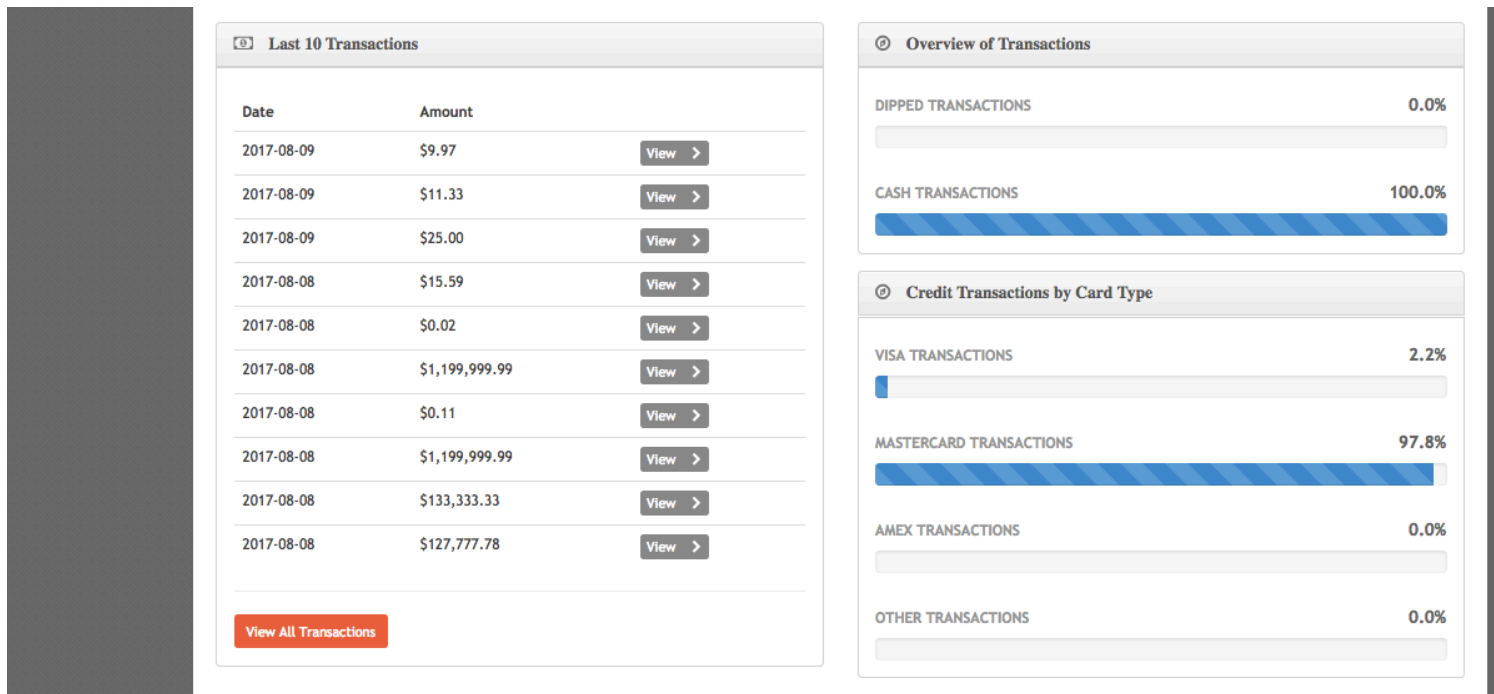 Last 10 Transactions
Date Amount
2017-08-09 $9.97 View
2017-08-09 $11.33 View
2017-08-09 $25.00 View
2017-08-08 $15.59 View
2017-08-08 $0.02 View
2017-08-08 $1,199,999.99 View
2017-08-08 $0.11 View
2017-08-08 $1,199,999.99 View
2017-08-08 $133,333.33 View
2017-08-08 $127,777.78 View
View All Transactions
Overview of Transactions
DIPPED TRANSACTIONS 0.0%
CASH TRANSACTIONS 100.0%
Credit Transactions by Card Type
VISA TRANSACTIONS 2.2%
MASTERCARD TRANSACTIONS 97.8%
AMEX TRANSACTIONS 0.0%
OTHER TRANSACTIONS 0.0%